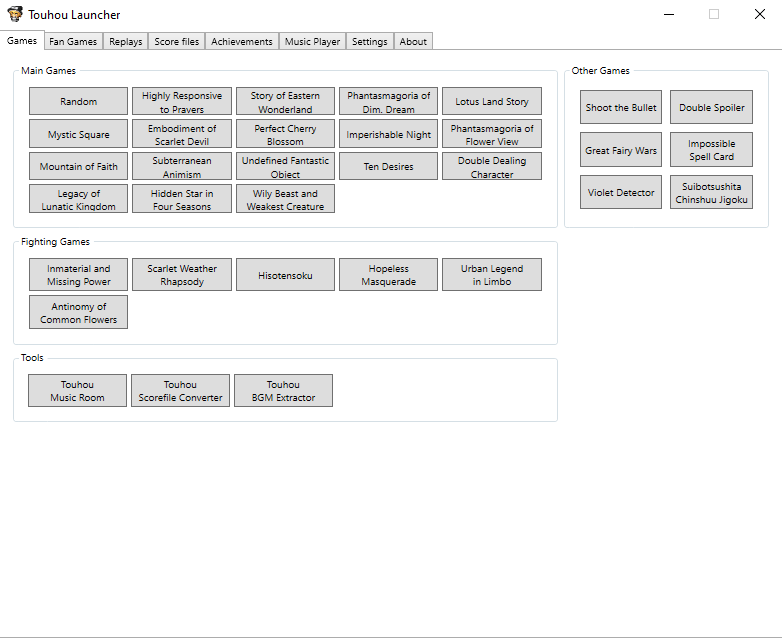 Touhou Launcher
Games
Fan Games
Replays
Score files
Achievements
Music Player
Settings
About
Main Games
Random
Highly Responsive
to Prayers
Story of Eastern
Wonderland
Phantasmagoria of
Dim. Dream
Lotus Land Story
Mystic Square
Embodiment of
Scarlet Devil
Perfect Cherry
Blossom
Imperishable Night
Phantasmagoria of
Flower View
Mountain of Faith
Subterranean
Animism
Undefined Fantastic
Object
Ten Desires
Double Dealing
Character
Legacy of
Lunatic Kingdom
Hidden Star in
Four Seasons
Wily Beast and
Weakest Creature
Other Games
Shoot the Bullet
Double Spoiler
Great Fairy Wars
Impossible
Spell Card
Violet Detector
Suibotsushita
Chinshuu Jigoku
Fighting Games
Inmaterial and
Missing Power
Scarlet Weather
Rhapsody
Hisotensoku
Hopeless
Masquerade
Urban Legend
in Limbo
Antinomy of
Common Flowers
Tools
Touhou
Music Room
Touhou
Scorefile Converter
Touhou
BGM Extractor